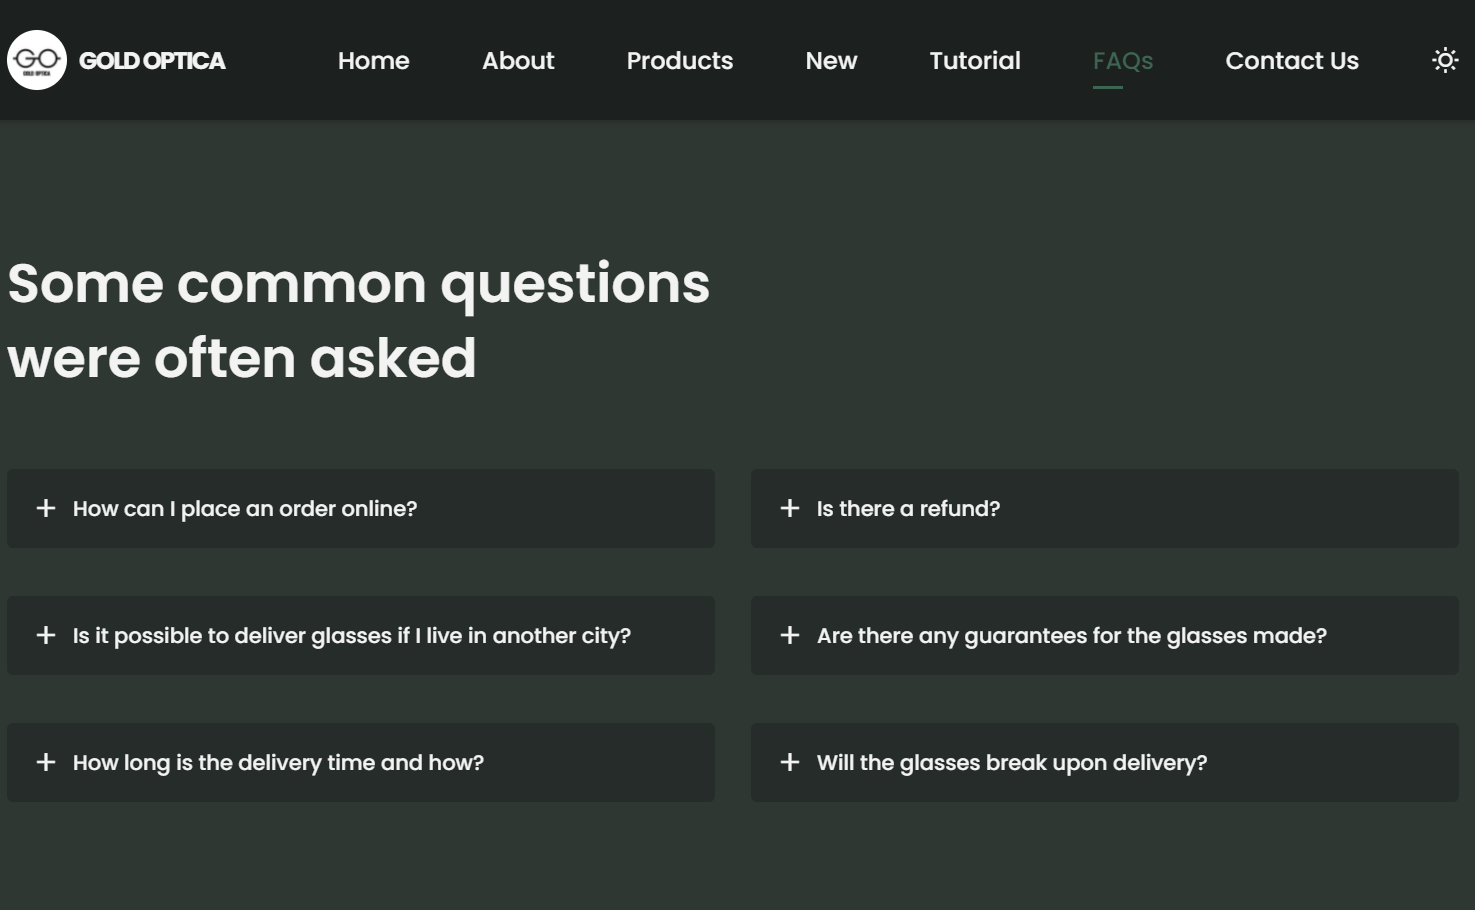 GO
GOLD OPTICA
GOLD OPTICA
Home
About
Products
New
Tutorial
FAQs
Contact Us
Some common questions
were often asked
How can I place an order online?
Is there a refund?
Is it possible to deliver glasses if I live in another city?
Are there any guarantees for the glasses made?
How long is the delivery time and how?
Will the glasses break upon delivery?